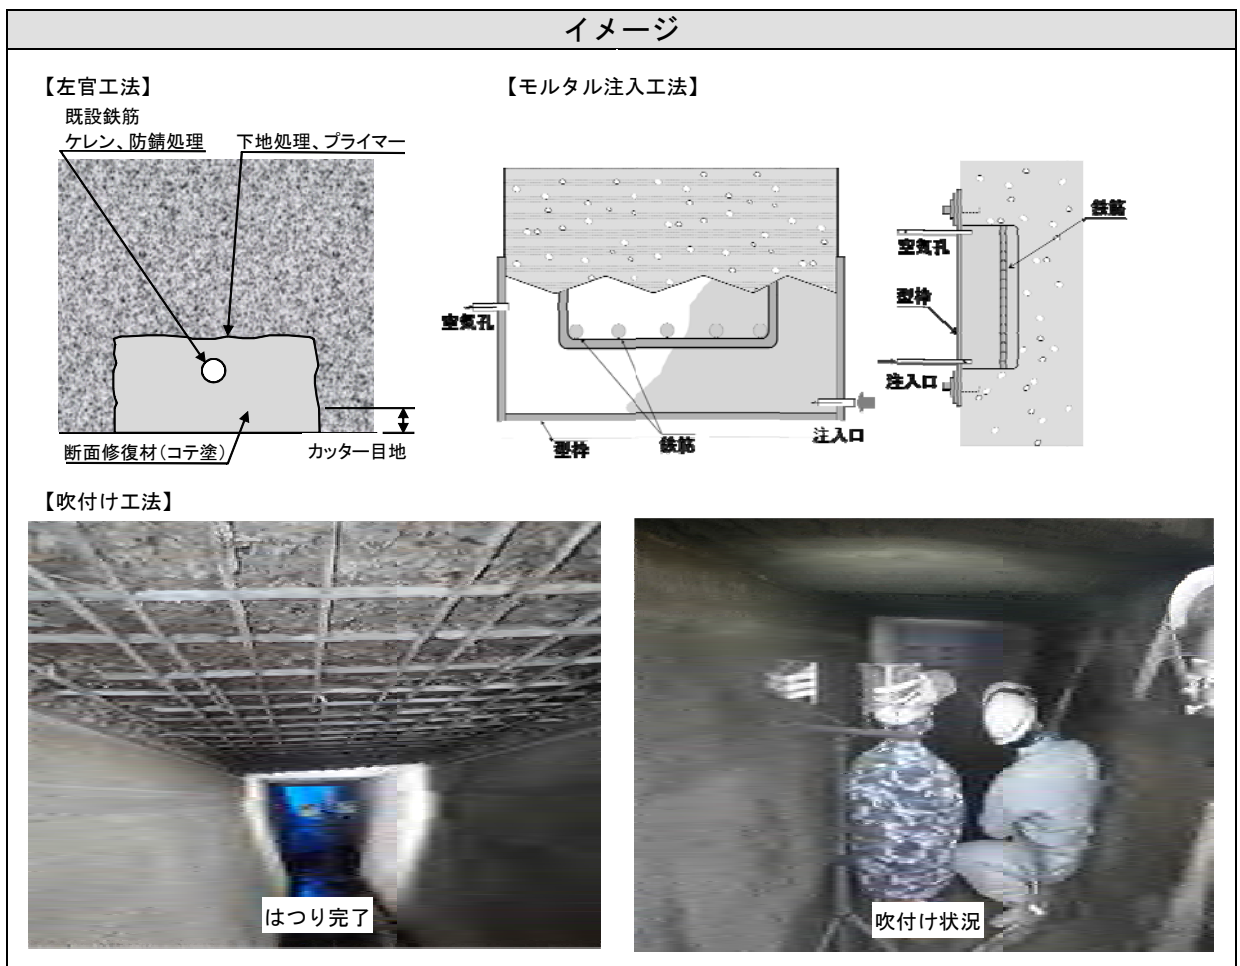 イメージ
【左官工法】
既設鉄筋
ケレン、防錆処理
下地処理、プライマー
断面修復材(コテ塗)
カッター目地
【モルタル注入工法】
空気孔
型枠
鉄筋
注入口
鉄筋
空気孔
型枠
注入口
【吹付け工法】
はつり完了
吹付け状況